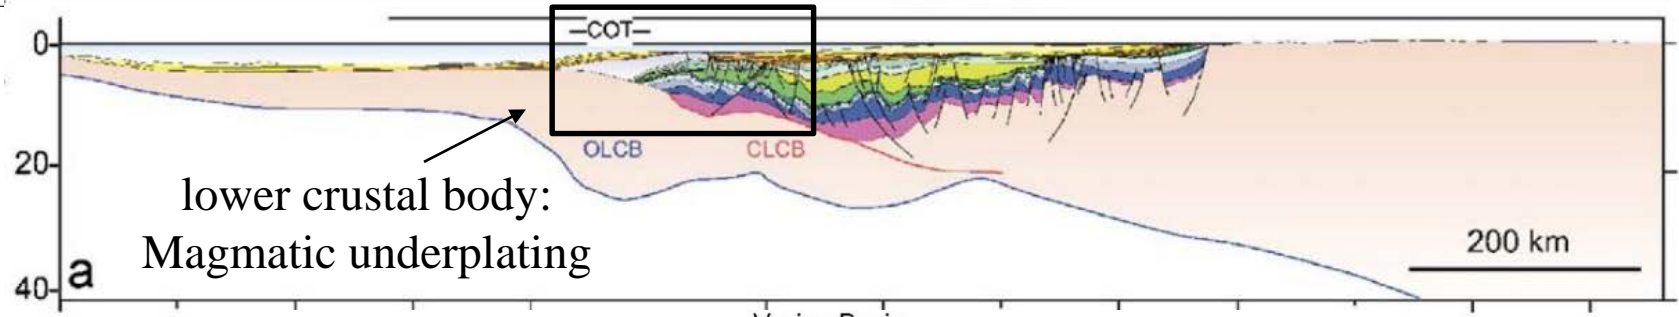 0
—COT—
OLCB
CLCB
20
lower crustal body:
Magmatic underplating
200 km
a
40